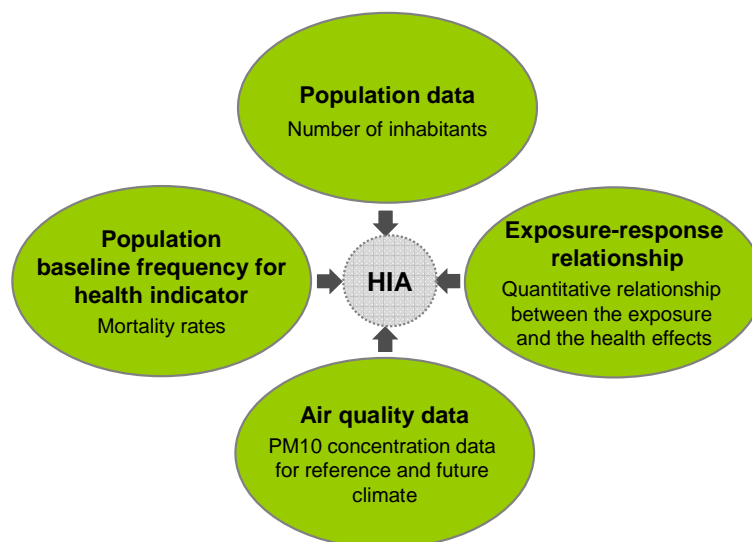 Population data
Number of inhabitants
Population
baseline frequency for
health indicator
Mortality rates
HIA
Exposure-response
relationship
Quantitative relationship
between the exposure
and the health effects
Air quality data
PM10 concentration data
for reference and future
climate